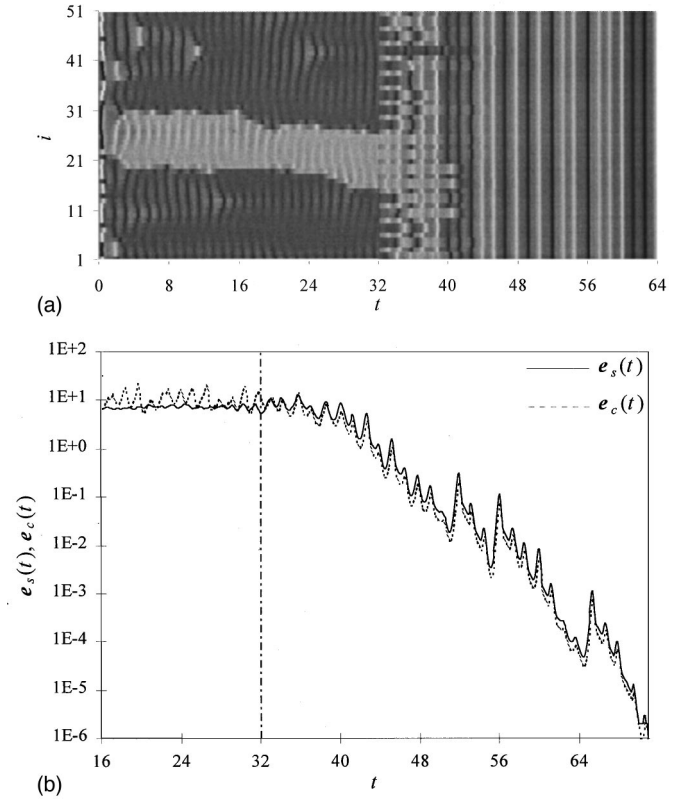 51
41
31
21
11
1
i
0 8 16 24 32 40 48 56 64
(a)
t
1E+2
1E+1
1E+0
1E-1
1E-2
1E-3
1E-4
1E-5
1E-6
e_s(t), e_c(t)
e_s(t)
e_c(t)
16 24 32 40 48 56 64
(b)
t